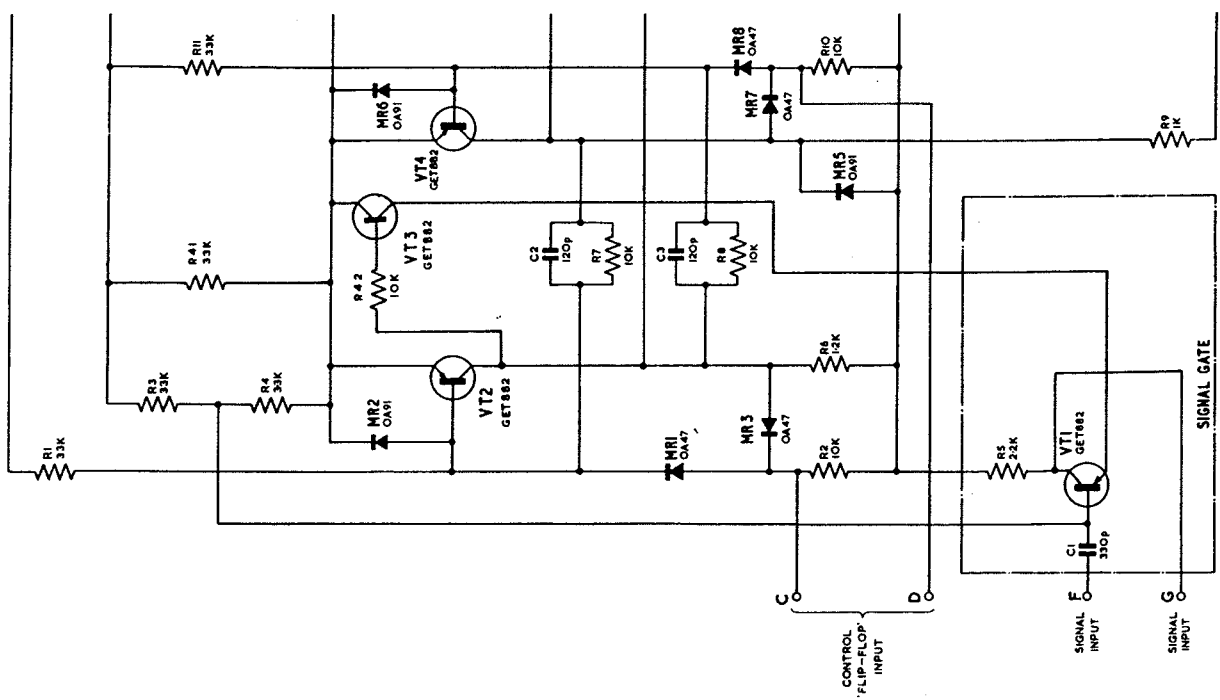 R11
33K
MR8
OA47
R10
10K
MR6
OA91
MR7
OA47
R9
1K
VT4
GET882
MR5
OA91
VT3
GET882
R41
33K
C2
120p
R7
10K
C3
120p
R8
10K
R42
10K
R3
33K
R4
33K
R6
1·2K
MR2
OA91
VT2
GET882
MR3
OA47
SIGNAL GATE
R1
33K
MR1
OA47
R2
10K
R5
2·2K
VT1
GET882
C1
330p
C
D
F
G
CONTROL
'FLIP-FLOP'
INPUT
SIGNAL
INPUT
SIGNAL
INPUT